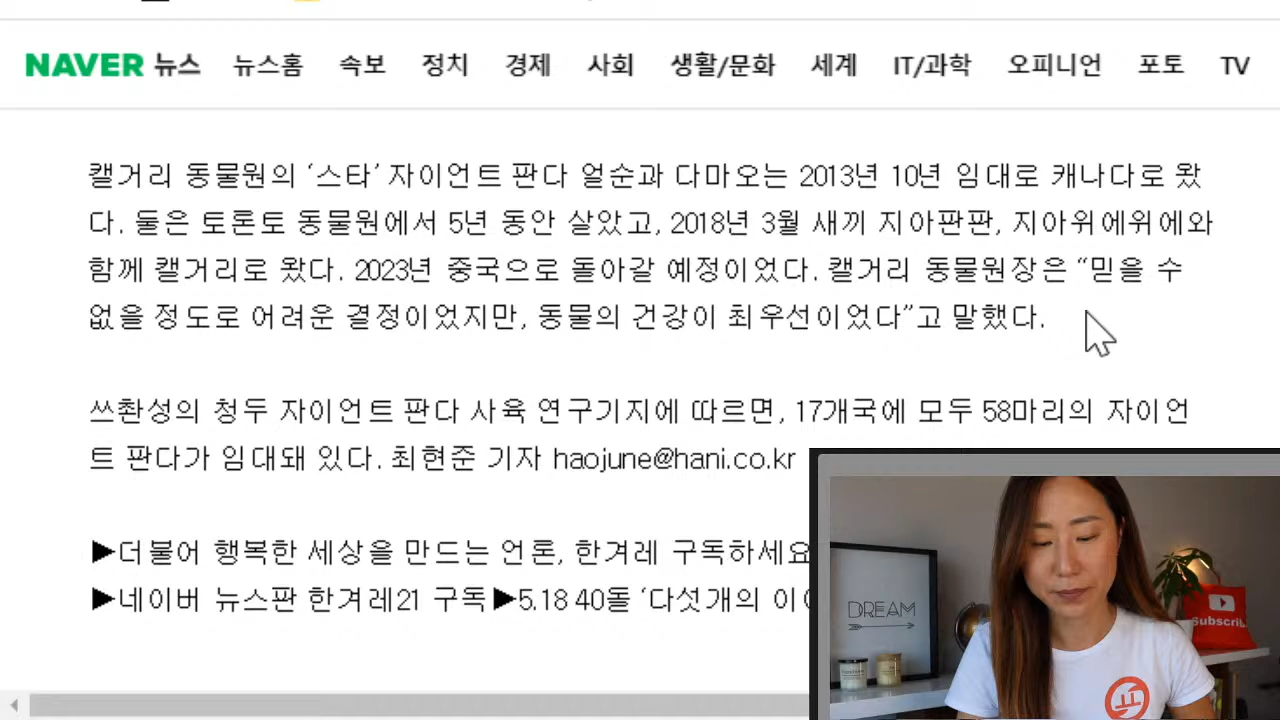 NAVER 뉴스 뉴스홈 속보 정치 경제 사회 생활/문화 세계 IT/과학 오피니언 포토 TV
캘거리 동물원의 ‘스타’ 자이언트 판다 얼순과 다마오는 2013년 10년 임대로 캐나다로 왔
다. 둘은 토론토 동물원에서 5년 동안 살았고, 2018년 3월 새끼 지아판판, 지아위에위에와
함께 캘거리로 왔다. 2023년 중국으로 돌아갈 예정이었다. 캘거리 동물원장은 “믿을 수
없을 정도로 어려운 결정이었지만, 동물의 건강이 최우선이었다”고 말했다.
쓰촨성의 청두 자이언트 판다 사육 연구기지에 따르면, 17개국에 모두 58마리의 자이언
트 판다가 임대돼 있다. 최현준 기자 haojune@hani.co.kr
▶더불어 행복한 세상을 만드는 언론, 한겨레 구독하세요
▶네이버 뉴스판 한겨레21 구독▶5.18 40돌 ‘다섯개의
DREAM
Subscrib